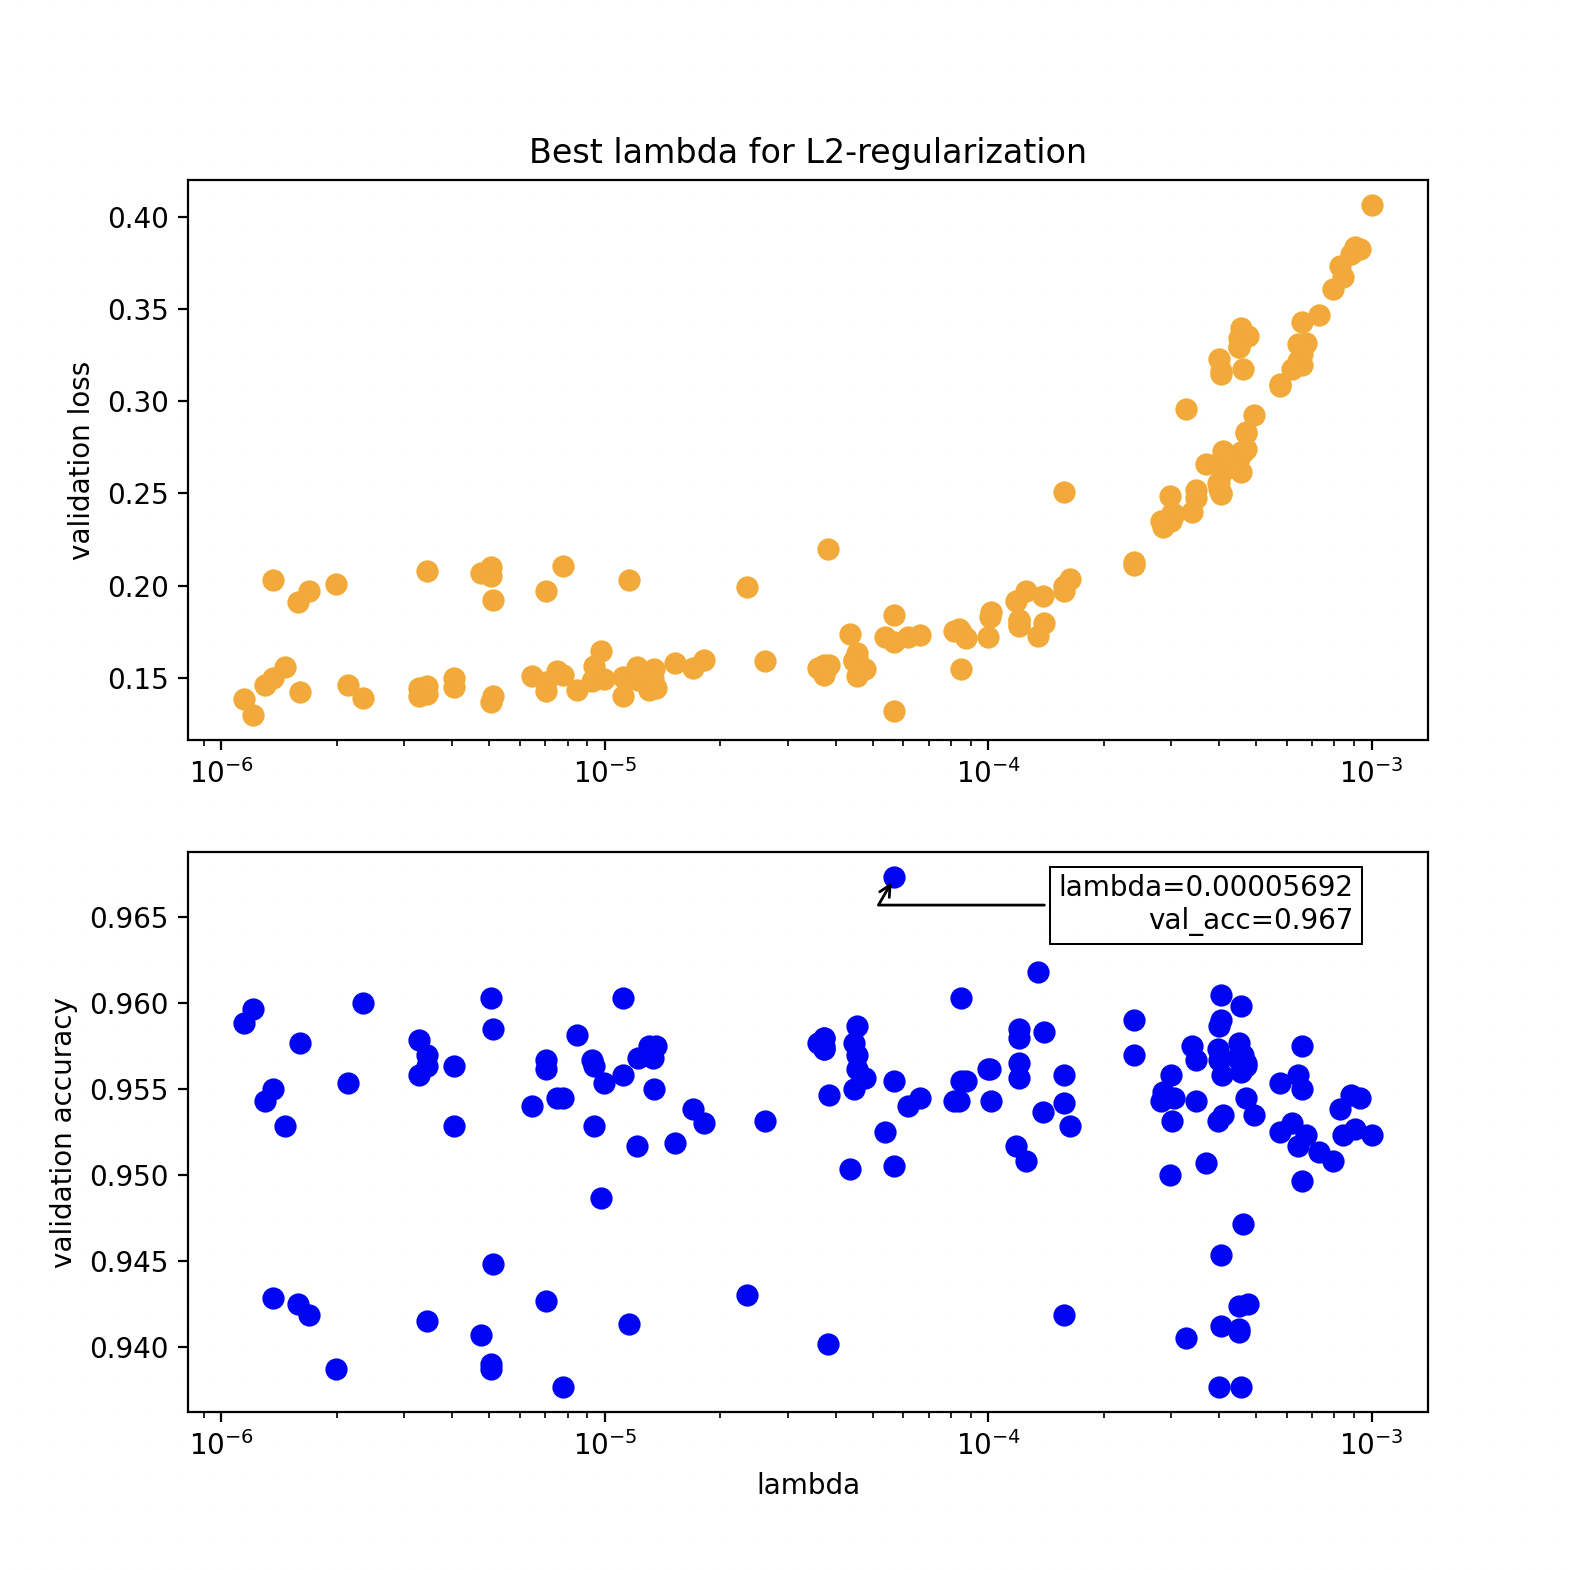 Best lambda for L2-regularization
0.40
0.35
0.30
0.25
0.20
0.15
validation loss
10⁻⁶ 10⁻⁵ 10⁻⁴ 10⁻³
lambda=0.00005692
val_acc=0.967
0.965
0.960
0.955
0.950
0.945
0.940
validation accuracy
10⁻⁶ 10⁻⁵ 10⁻⁴ 10⁻³
lambda